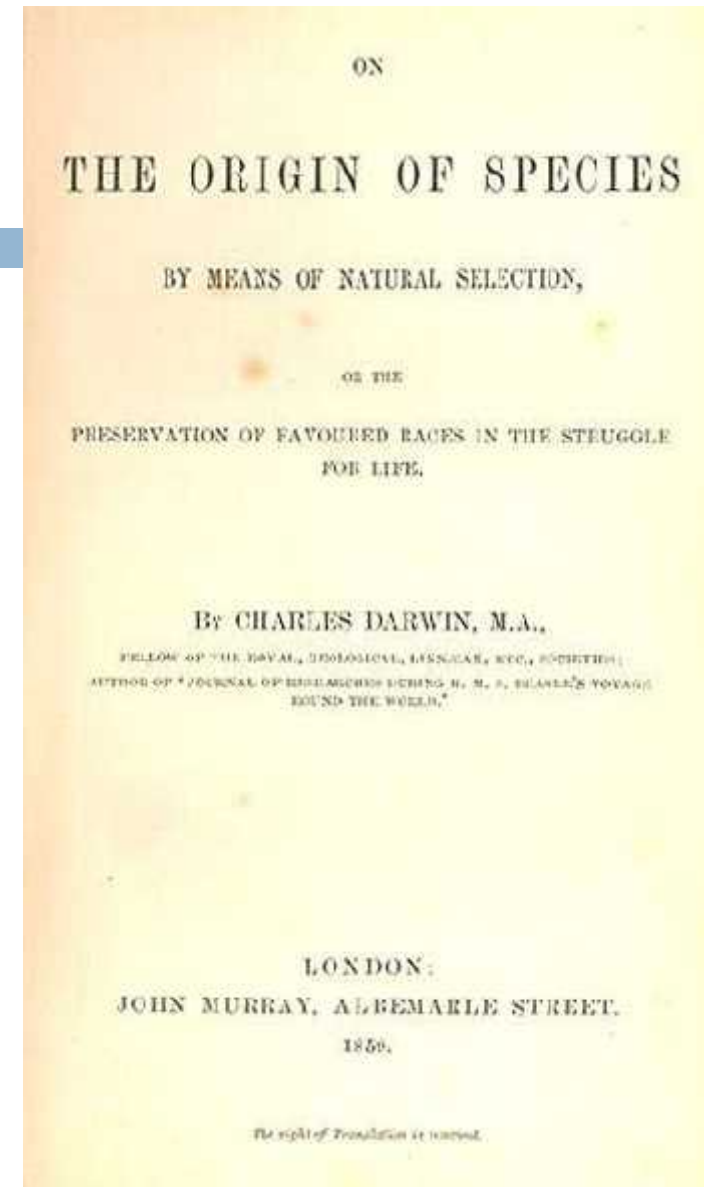 ON
THE ORIGIN OF SPECIES
BY MEANS OF NATURAL SELECTION,
OR THE
PRESERVATION OF FAVOURED RACES IN THE STRUGGLE
FOR LIFE.
By CHARLES DARWIN, M.A.,
FELLOW OF THE ROYAL, GEOLOGICAL, LINNÆAN, ETC., SOCIETIES;
AUTHOR OF "JOURNAL OF RESEARCHES DURING H. M. S. BEAGLE'S VOYAGE
ROUND THE WORLD."
LONDON:
JOHN MURRAY, ALBEMARLE STREET.
1859.
The right of Translation is reserved.